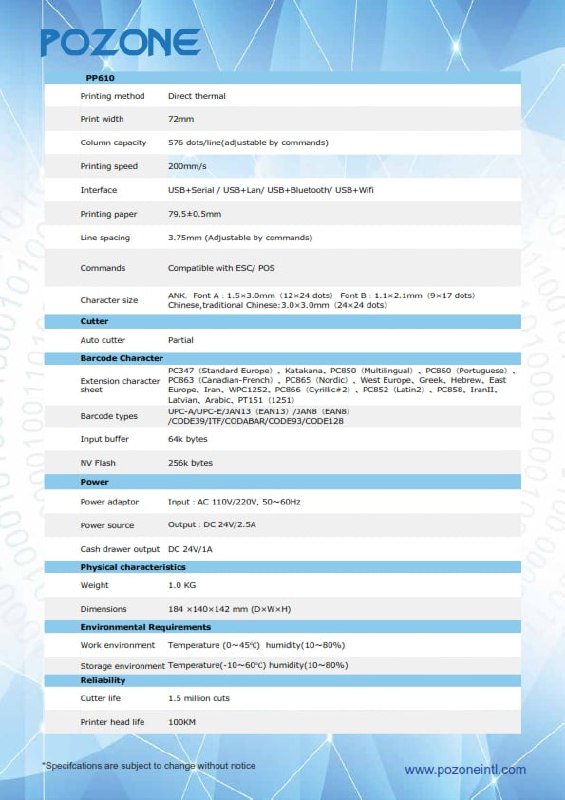 POZONE
PP610
Printing method Direct thermal
Print width 72mm
Column capacity 576 dots/line(adjustable by commands)
Printing speed 200mm/s
Interface USB+Serial / USB+Lan/ USB+Bluetooth/ USB+Wifi
Printing paper 79.5±0.5mm
Line spacing 3.75mm (Adjustable by commands)
Commands Compatible with ESC/ POS
Character size ANK, Font A : 1.5×3.0mm (12×24 dots) Font B : 1.1×2.1mm (9×17 dots)
Chinese,traditional Chinese:3.0×3.0mm (24×24 dots)
Cutter
Auto cutter Partial
Barcode Character
Extension character sheet PC347 (Standard Europe) 、Katakana、PC850 (Multilingual) 、PC860 (Portuguese) 、
PC863 (Canadian-French) 、PC865 (Nordic) 、West Europe、Greek、Hebrew、East
Europe、Iran、WPC1252、PC866 (Cyrillic#2) 、PC852 (Latin2) 、PC858、IranII、
Latvian、Arabic、PT151 (1251)
Barcode types UPC-A/UPC-E/JAN13 (EAN13) /JAN8 (EAN8)
/CODE39/ITF/CODABAR/CODE93/CODE128
Input buffer 64k bytes
NV Flash 256k bytes
Power
Power adaptor Input : AC 110V/220V, 50~60Hz
Power source Output : DC 24V/2.5A
Cash drawer output DC 24V/1A
Physical characteristics
Weight 1.0 KG
Dimensions 184 ×140×142 mm (D×W×H)
Environmental Requirements
Work environment Temperature (0~45℃) humidity(10~80%)
Storage environment Temperature(-10~60℃) humidity(10~80%)
Reliability
Cutter life 1.5 million cuts
Printer head life 100KM
*Specifcations are subject to change without notice
www.pozoneintl.com